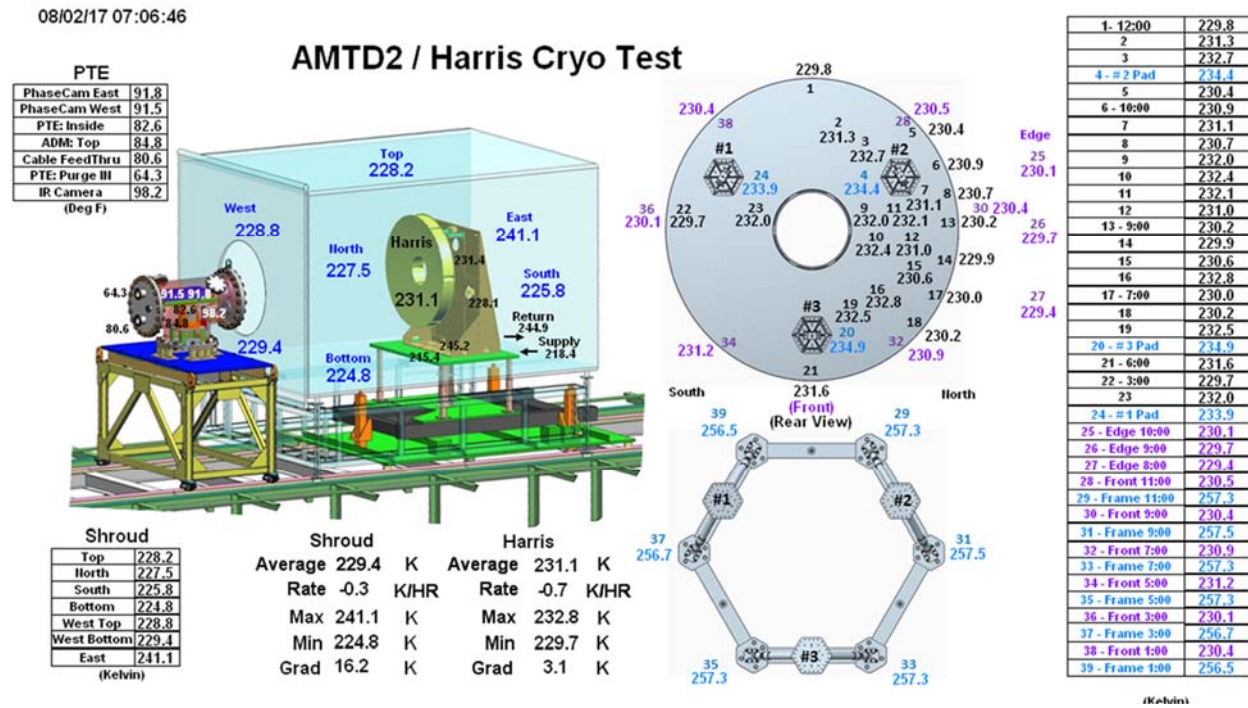 08/02/17 07:06:46
AMTD2 / Harris Cryo Test
PTE
PhaseCam East 91.8
PhaseCam West 91.5
PTE: Inside 82.6
ADM: Top 84.8
Cable FeedThru 80.6
PTE: Purge IN 64.3
IR Camera 98.2
(Deg F)
Top
228.2
West
228.8
North
227.5
East
241.1
South
225.8
Harris
231.4
231.1
228.1
Return
244.9
Supply
218.4
245.2
245.4
Bottom
224.8
229.4
64.3
91.5 91.8
82.6
98.2
84.8
80.6
229.8
1
230.4
38
230.5
28
2
231.3
3
232.7
5 230.4
#1
#2
24
233.9
4
234.4
6 230.9
7
231.1
8 230.7
36
230.1
22
229.7
23
232.0
9
232.0
11
232.1
30 230.4
13 230.2
10
232.4
12
231.0
14 229.9
15
230.6
16
232.8
17 230.0
#3
19
232.5
20
234.9
18 230.2
34
231.2
32
230.9
21
231.6
Edge
25
230.1
26
229.7
27
229.4
South
North
(Front)
(Rear View)
39
256.5
29
257.3
#1
#2
37
256.7
31
257.5
#3
35
257.3
33
257.3
Shroud
Top 228.2
North 227.5
South 225.8
Bottom 224.8
West Top 228.8
West Bottom 229.4
East 241.1
(Kelvin)
Shroud
Average 229.4 K
Rate -0.3 K/HR
Max 241.1 K
Min 224.8 K
Grad 16.2 K
Harris
Average 231.1 K
Rate -0.7 K/HR
Max 232.8 K
Min 229.7 K
Grad 3.1 K
1- 12:00 229.8
2 231.3
3 232.7
4 - #2 Pad 234.4
5 230.4
6 - 10:00 230.9
7 231.1
8 230.7
9 232.0
10 232.4
11 232.1
12 231.0
13 - 9:00 230.2
14 229.9
15 230.6
16 232.8
17 - 7:00 230.0
18 230.2
19 232.5
20 - #3 Pad 234.9
21 - 6:00 231.6
22 - 3:00 229.7
23 232.0
24 - #1 Pad 233.9
25 - Edge 10:00 230.1
26 - Edge 9:00 229.7
27 - Edge 8:00 229.4
28 - Front 11:00 230.5
29 - Frame 11:00 257.3
30 - Front 9:00 230.4
31 - Frame 9:00 257.5
32 - Front 7:00 230.9
33 - Frame 7:00 257.3
34 - Front 5:00 231.2
35 - Frame 5:00 257.3
36 - Front 3:00 230.1
37 - Frame 3:00 256.7
38 - Front 1:00 230.4
39 - Frame 1:00 256.5
(Kelvin)